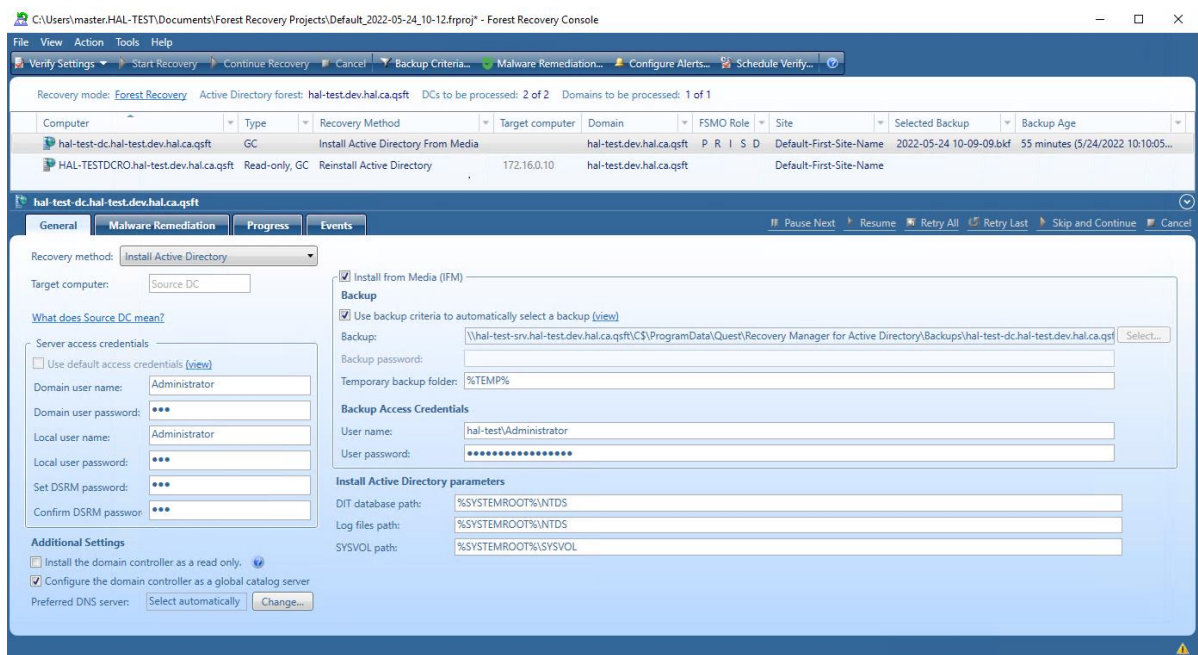 C:\Users\master.HAL-TEST\Documents\Forest Recovery Projects\Default_2022-05-24_10-12.frproj* - Forest Recovery Console
File View Action Tools Help
Verify Settings Start Recovery Continue Recovery Cancel Backup Criteria... Malware Remediation... Configure Alerts... Schedule Verify...
Recovery mode: Forest Recovery Active Directory forest: hal-test.dev.hal.ca.qsft DCs to be processed: 2 of 2 Domains to be processed: 1 of 1
Computer Type Recovery Method Target computer Domain FSMO Role Site Selected Backup Backup Age
hal-test-dc.hal-test.dev.hal.ca.qsft GC Install Active Directory From Media hal-test.dev.hal.ca.qsft P R I S D Default-First-Site-Name 2022-05-24 10-09-09.bkf 55 minutes (5/24/2022 10:10:05...
HAL-TESTDCRO.hal-test.dev.hal.ca.qsft Read-only, GC Reinstall Active Directory 172.16.0.10 hal-test.dev.hal.ca.qsft Default-First-Site-Name
hal-test-dc.hal-test.dev.hal.ca.qsft
General Malware Remediation Progress Events Pause Next Resume Retry All Retry Last Skip and Continue Cancel
Recovery method: Install Active Directory
Target computer: Source DC
What does Source DC mean?
Server access credentials
Use default access credentials (view)
Domain user name: Administrator
Domain user password: •••
Local user name: Administrator
Local user password: •••
Set DSRM password: •••
Confirm DSRM passwor •••
Additional Settings
Install the domain controller as a read only.
Configure the domain controller as a global catalog server
Preferred DNS server: Select automatically Change...
Install from Media (IFM)
Backup
Use backup criteria to automatically select a backup (view)
Backup: \\hal-test-srv.hal-test.dev.hal.ca.qsft\C$\ProgramData\Quest\Recovery Manager for Active Directory\Backups\hal-test-dc.hal-test.dev.hal.ca.qsf Select...
Backup password:
Temporary backup folder: %TEMP%
Backup Access Credentials
User name: hal-test\Administrator
User password: •••••••••••••••••
Install Active Directory parameters
DIT database path: %SYSTEMROOT%\NTDS
Log files path: %SYSTEMROOT%\NTDS
SYSVOL path: %SYSTEMROOT%\SYSVOL